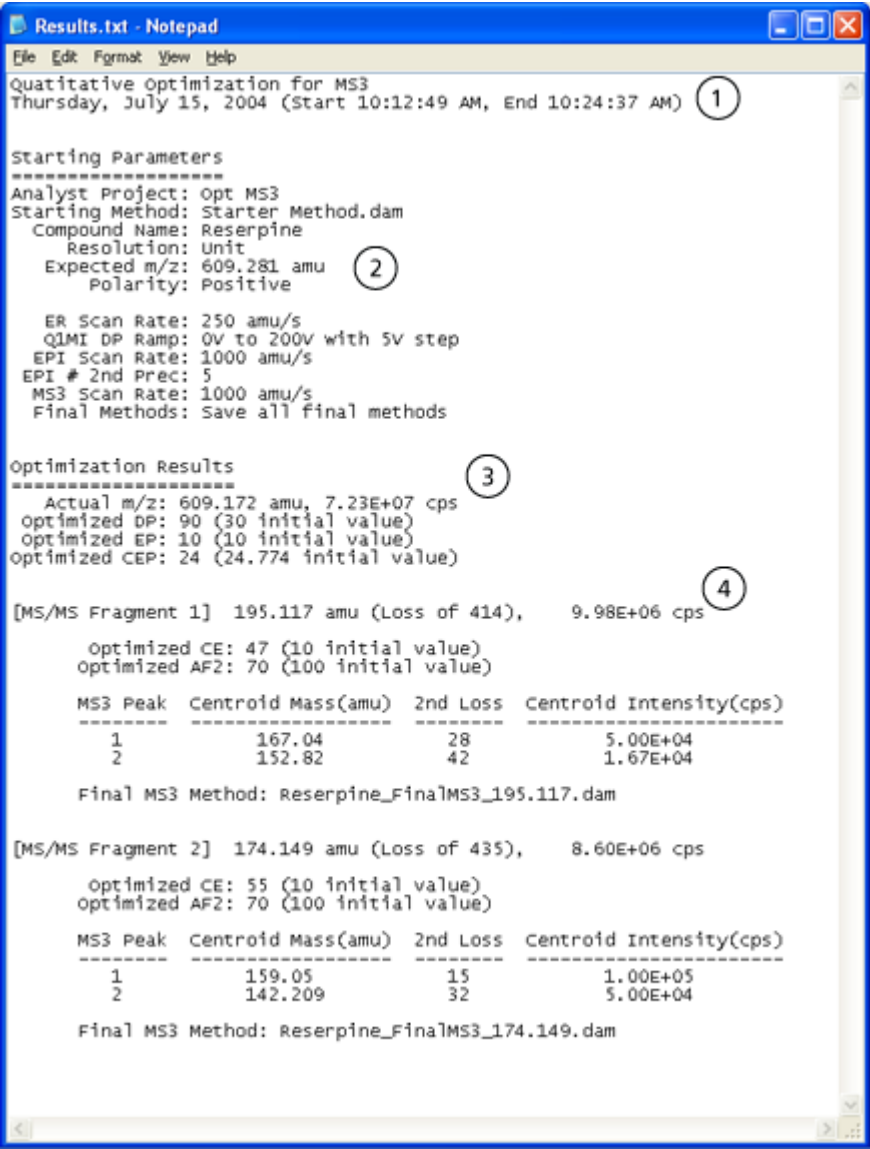 Results.txt - Notepad
File Edit Format View Help
Quatitative Optimization for MS3
Thursday, July 15, 2004 (Start 10:12:49 AM, End 10:24:37 AM) 1
Starting Parameters
===================
Analyst Project: Opt MS3
Starting Method: Starter Method.dam
Compound Name: Reserpine
Resolution: Unit
Expected m/z: 609.281 amu 2
Polarity: Positive
ER Scan Rate: 250 amu/s
Q1MI DP Ramp: 0V to 200V with 5V step
EPI Scan Rate: 1000 amu/s
EPI # 2nd Prec: 5
MS3 Scan Rate: 1000 amu/s
Final Methods: Save all final methods
Optimization Results 3
====================
Actual m/z: 609.172 amu, 7.23E+07 cps
Optimized DP: 90 (30 initial value)
Optimized EP: 10 (10 initial value)
Optimized CEP: 24 (24.774 initial value)
4
[MS/MS Fragment 1] 195.117 amu (Loss of 414), 9.98E+06 cps
Optimized CE: 47 (10 initial value)
Optimized AF2: 70 (100 initial value)
MS3 Peak Centroid Mass(amu) 2nd Loss Centroid Intensity(cps)
-------- ------------------ -------- -----------------------
1 167.04 28 5.00E+04
2 152.82 42 1.67E+04
Final MS3 Method: Reserpine_FinalMS3_195.117.dam
[MS/MS Fragment 2] 174.149 amu (Loss of 435), 8.60E+06 cps
Optimized CE: 55 (10 initial value)
Optimized AF2: 70 (100 initial value)
MS3 Peak Centroid Mass(amu) 2nd Loss Centroid Intensity(cps)
-------- ------------------ -------- -----------------------
1 159.05 15 1.00E+05
2 142.209 32 5.00E+04
Final MS3 Method: Reserpine_FinalMS3_174.149.dam